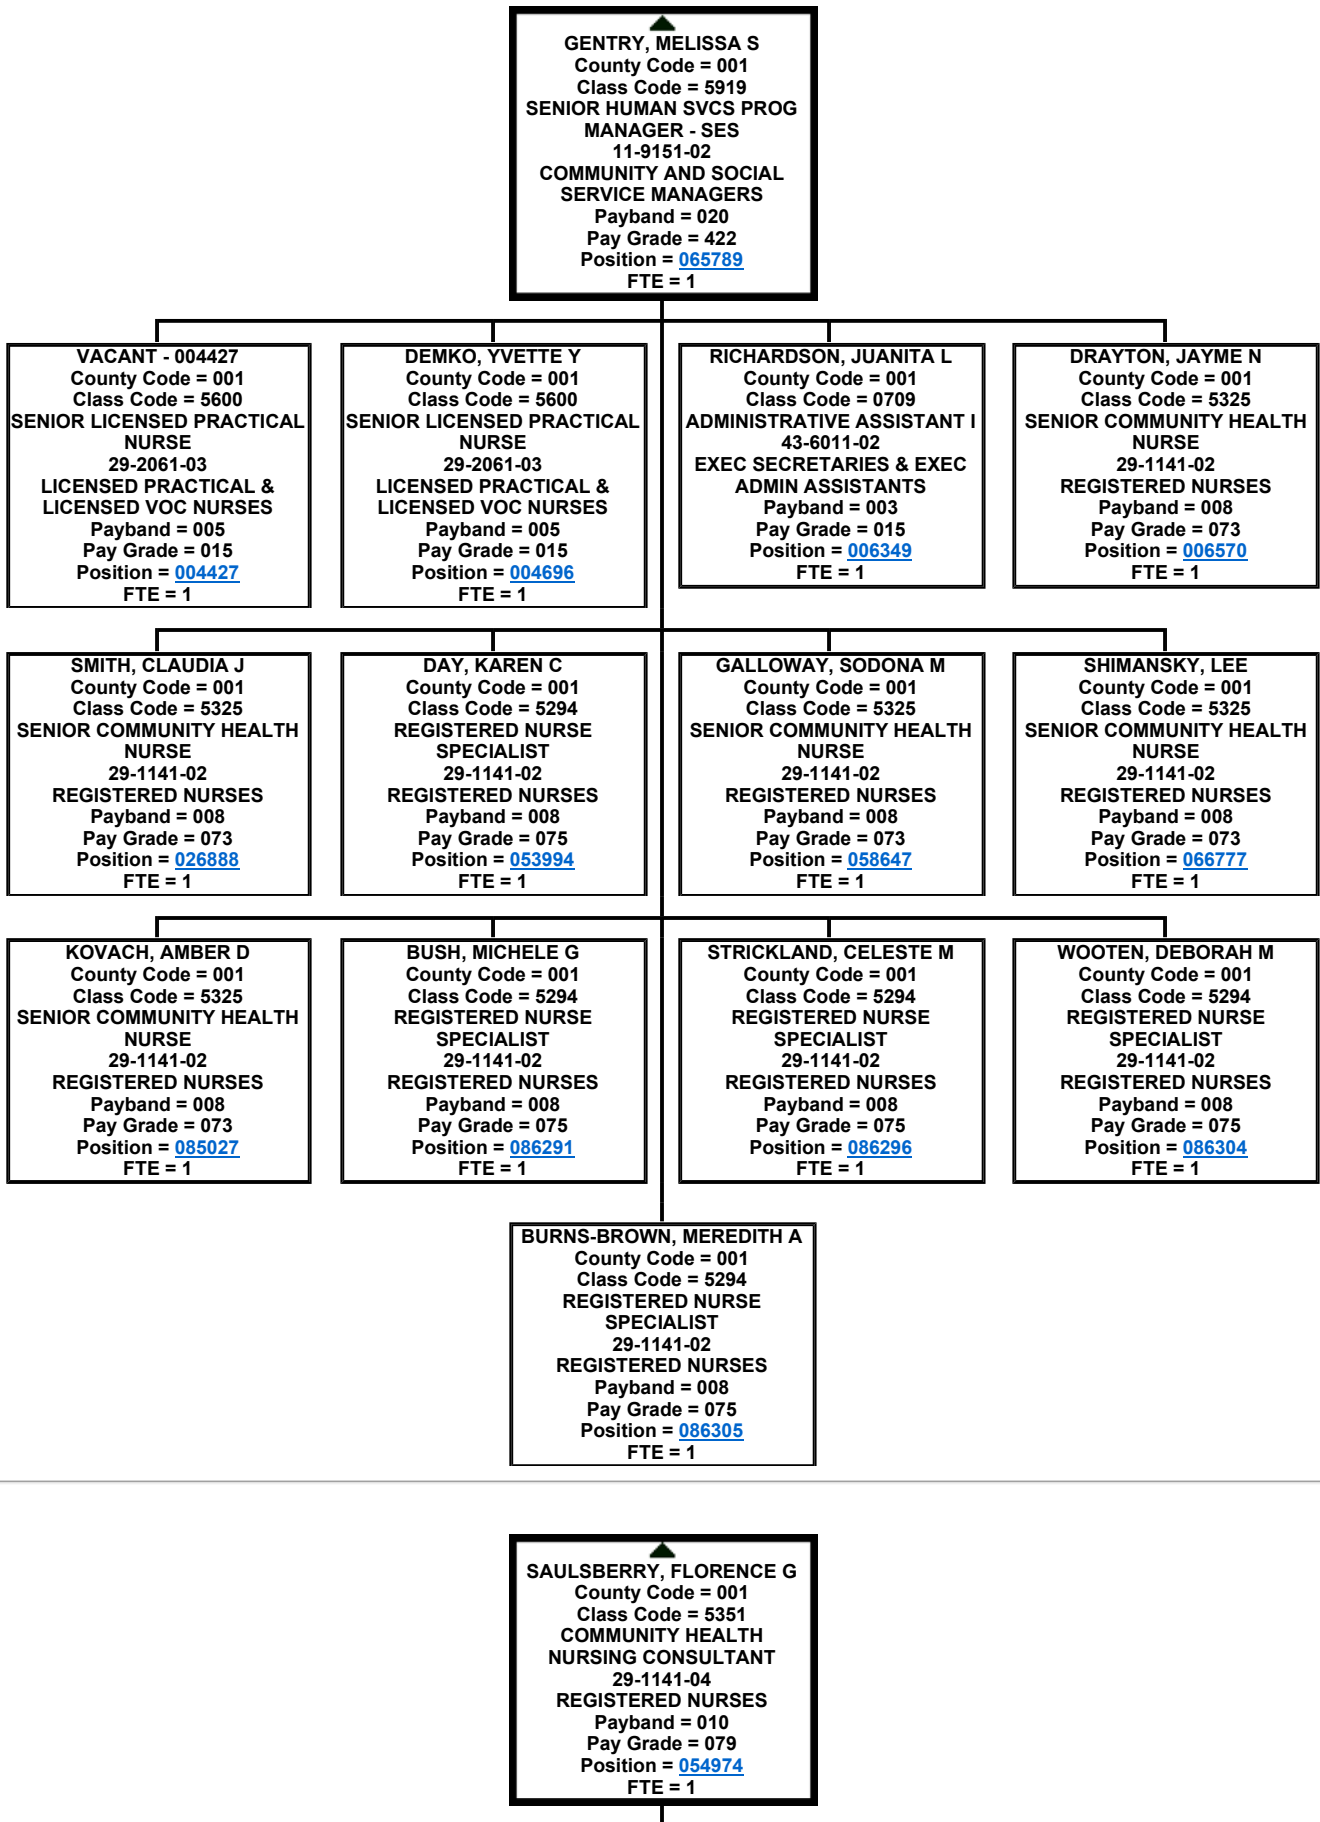 GENTRY, MELISSA S
County Code = 001
Class Code = 5919
SENIOR HUMAN SVCS PROG
MANAGER - SES
11-9151-02
COMMUNITY AND SOCIAL
SERVICE MANAGERS
Payband = 020
Pay Grade = 422
Position = 065789
FTE = 1
VACANT - 004427
County Code = 001
Class Code = 5600
SENIOR LICENSED PRACTICAL
NURSE
29-2061-03
LICENSED PRACTICAL &
LICENSED VOC NURSES
Payband = 005
Pay Grade = 015
Position = 004427
FTE = 1
DEMKO, YVETTE Y
County Code = 001
Class Code = 5600
SENIOR LICENSED PRACTICAL
NURSE
29-2061-03
LICENSED PRACTICAL &
LICENSED VOC NURSES
Payband = 005
Pay Grade = 015
Position = 004696
FTE = 1
RICHARDSON, JUANITA L
County Code = 001
Class Code = 0709
ADMINISTRATIVE ASSISTANT I
43-6011-02
EXEC SECRETARIES & EXEC
ADMIN ASSISTANTS
Payband = 003
Pay Grade = 015
Position = 006349
FTE = 1
DRAYTON, JAYME N
County Code = 001
Class Code = 5325
SENIOR COMMUNITY HEALTH
NURSE
29-1141-02
REGISTERED NURSES
Payband = 008
Pay Grade = 073
Position = 006570
FTE = 1
SMITH, CLAUDIA J
County Code = 001
Class Code = 5325
SENIOR COMMUNITY HEALTH
NURSE
29-1141-02
REGISTERED NURSES
Payband = 008
Pay Grade = 073
Position = 026888
FTE = 1
DAY, KAREN C
County Code = 001
Class Code = 5294
REGISTERED NURSE
SPECIALIST
29-1141-02
REGISTERED NURSES
Payband = 008
Pay Grade = 075
Position = 053994
FTE = 1
GALLOWAY, SODONA M
County Code = 001
Class Code = 5325
SENIOR COMMUNITY HEALTH
NURSE
29-1141-02
REGISTERED NURSES
Payband = 008
Pay Grade = 073
Position = 058647
FTE = 1
SHIMANSKY, LEE
County Code = 001
Class Code = 5325
SENIOR COMMUNITY HEALTH
NURSE
29-1141-02
REGISTERED NURSES
Payband = 008
Pay Grade = 073
Position = 066777
FTE = 1
KOVACH, AMBER D
County Code = 001
Class Code = 5325
SENIOR COMMUNITY HEALTH
NURSE
29-1141-02
REGISTERED NURSES
Payband = 008
Pay Grade = 073
Position = 085027
FTE = 1
BUSH, MICHELE G
County Code = 001
Class Code = 5294
REGISTERED NURSE
SPECIALIST
29-1141-02
REGISTERED NURSES
Payband = 008
Pay Grade = 075
Position = 086291
FTE = 1
STRICKLAND, CELESTE M
County Code = 001
Class Code = 5294
REGISTERED NURSE
SPECIALIST
29-1141-02
REGISTERED NURSES
Payband = 008
Pay Grade = 075
Position = 086296
FTE = 1
WOOTEN, DEBORAH M
County Code = 001
Class Code = 5294
REGISTERED NURSE
SPECIALIST
29-1141-02
REGISTERED NURSES
Payband = 008
Pay Grade = 075
Position = 086304
FTE = 1
BURNS-BROWN, MEREDITH A
County Code = 001
Class Code = 5294
REGISTERED NURSE
SPECIALIST
29-1141-02
REGISTERED NURSES
Payband = 008
Pay Grade = 075
Position = 086305
FTE = 1
SAULSBERRY, FLORENCE G
County Code = 001
Class Code = 5351
COMMUNITY HEALTH
NURSING CONSULTANT
29-1141-04
REGISTERED NURSES
Payband = 010
Pay Grade = 079
Position = 054974
FTE = 1